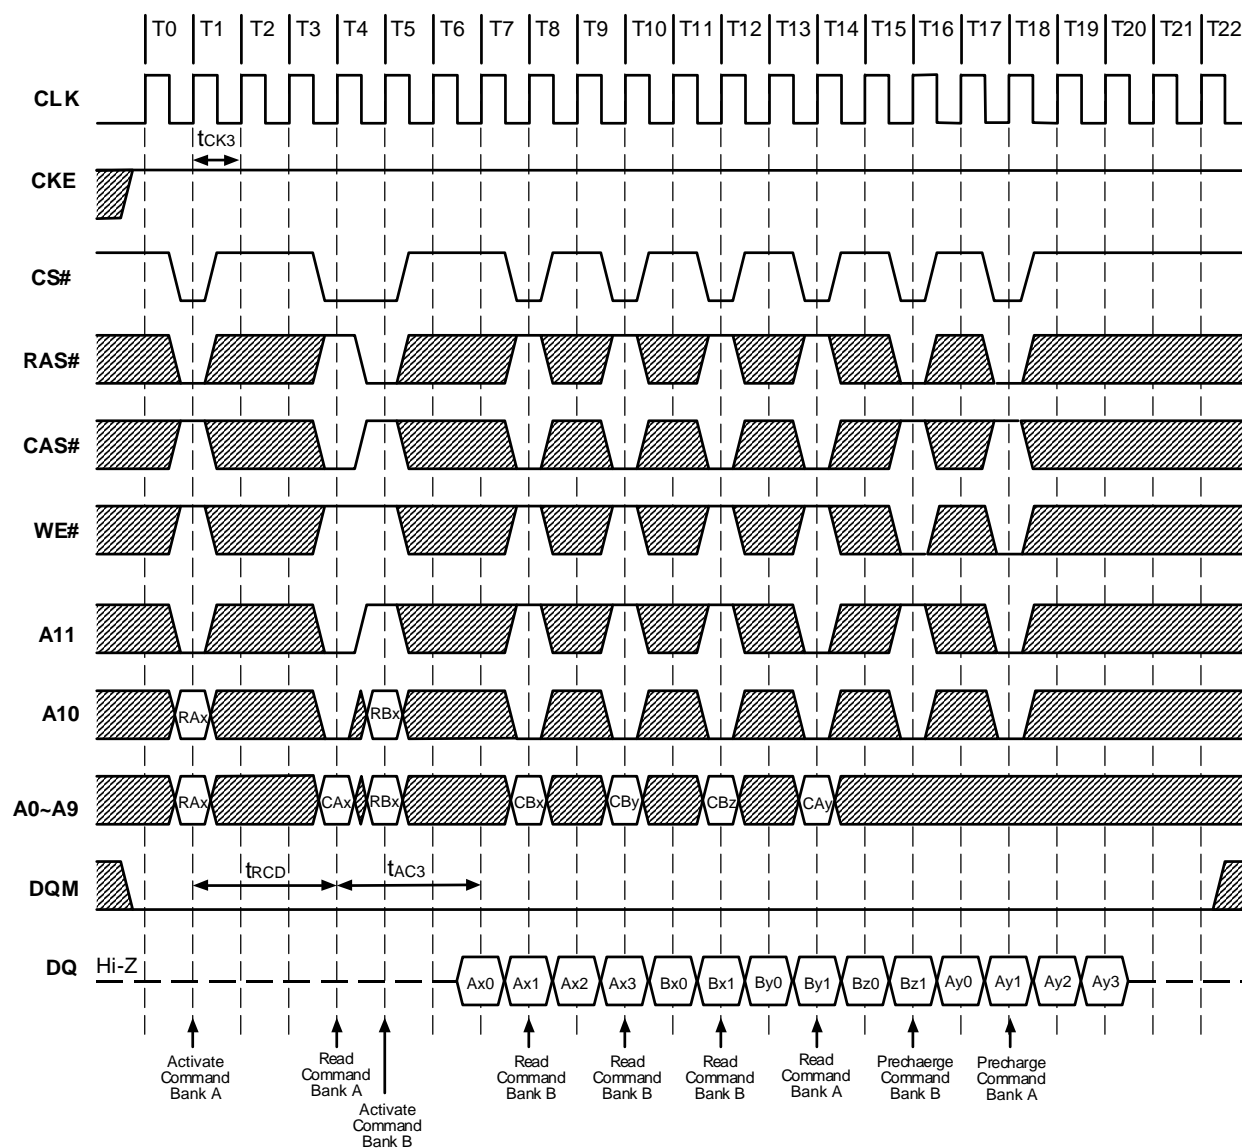 T0 T1 T2 T3 T4 T5 T6 T7 T8 T9 T10 T11 T12 T13 T14 T15 T16 T17 T18 T19 T20 T21 T22
CLK
tCK3
CKE
CS#
RAS#
CAS#
WE#
A11
A10 RAx RBx
A0~A9 RAx CAx RBx CBx CBy CBz CAy
DQM tRCD tAC3
DQ Hi-Z Ax0 Ax1 Ax2 Ax3 Bx0 Bx1 By0 By1 Bz0 Bz1 Ay0 Ay1 Ay2 Ay3
Activate
Command
Bank A
Read
Command
Bank A
Activate
Command
Bank B
Read
Command
Bank B
Read
Command
Bank B
Read
Command
Bank B
Read
Command
Bank A
Prechaerge
Command
Bank B
Precharge
Command
Bank A